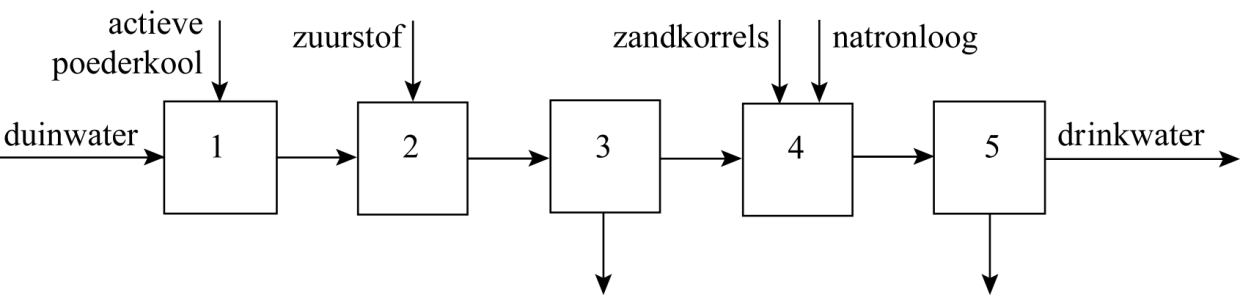 actieve
poederkool
zuurstof
zandkorrels
natronloog
duinwater
1
2
3
4
5
drinkwater